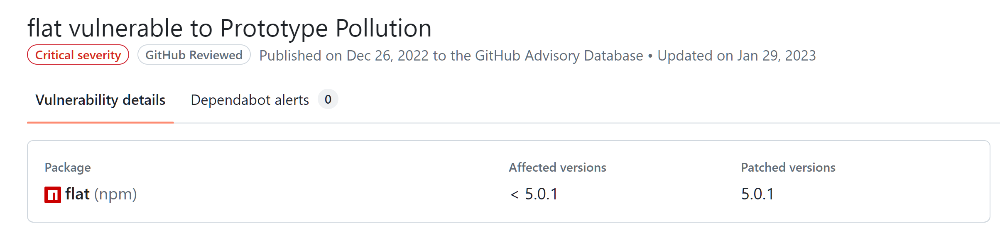 flat vulnerable to Prototype Pollution
Critical severity GitHub Reviewed Published on Dec 26, 2022 to the GitHub Advisory Database • Updated on Jan 29, 2023
Vulnerability details Dependabot alerts 0
Package Affected versions Patched versions
flat (npm) < 5.0.1 5.0.1